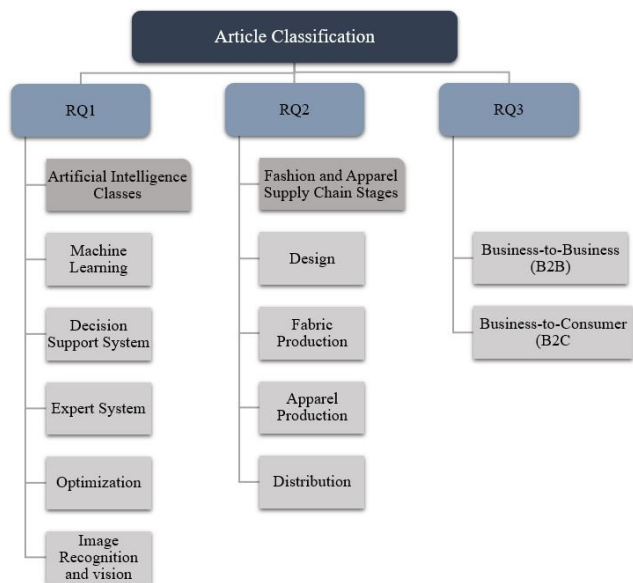 Article Classification
RQ1
RQ2
RQ3
Artificial Intelligence
Classes
Machine
Learning
Decision
Support System
Expert System
Optimization
Image
Recognition
and vision
Fashion and Apparel
Supply Chain Stages
Design
Fabric
Production
Apparel
Production
Distribution
Business-to-Business
(B2B)
Business-to-Consumer
(B2C